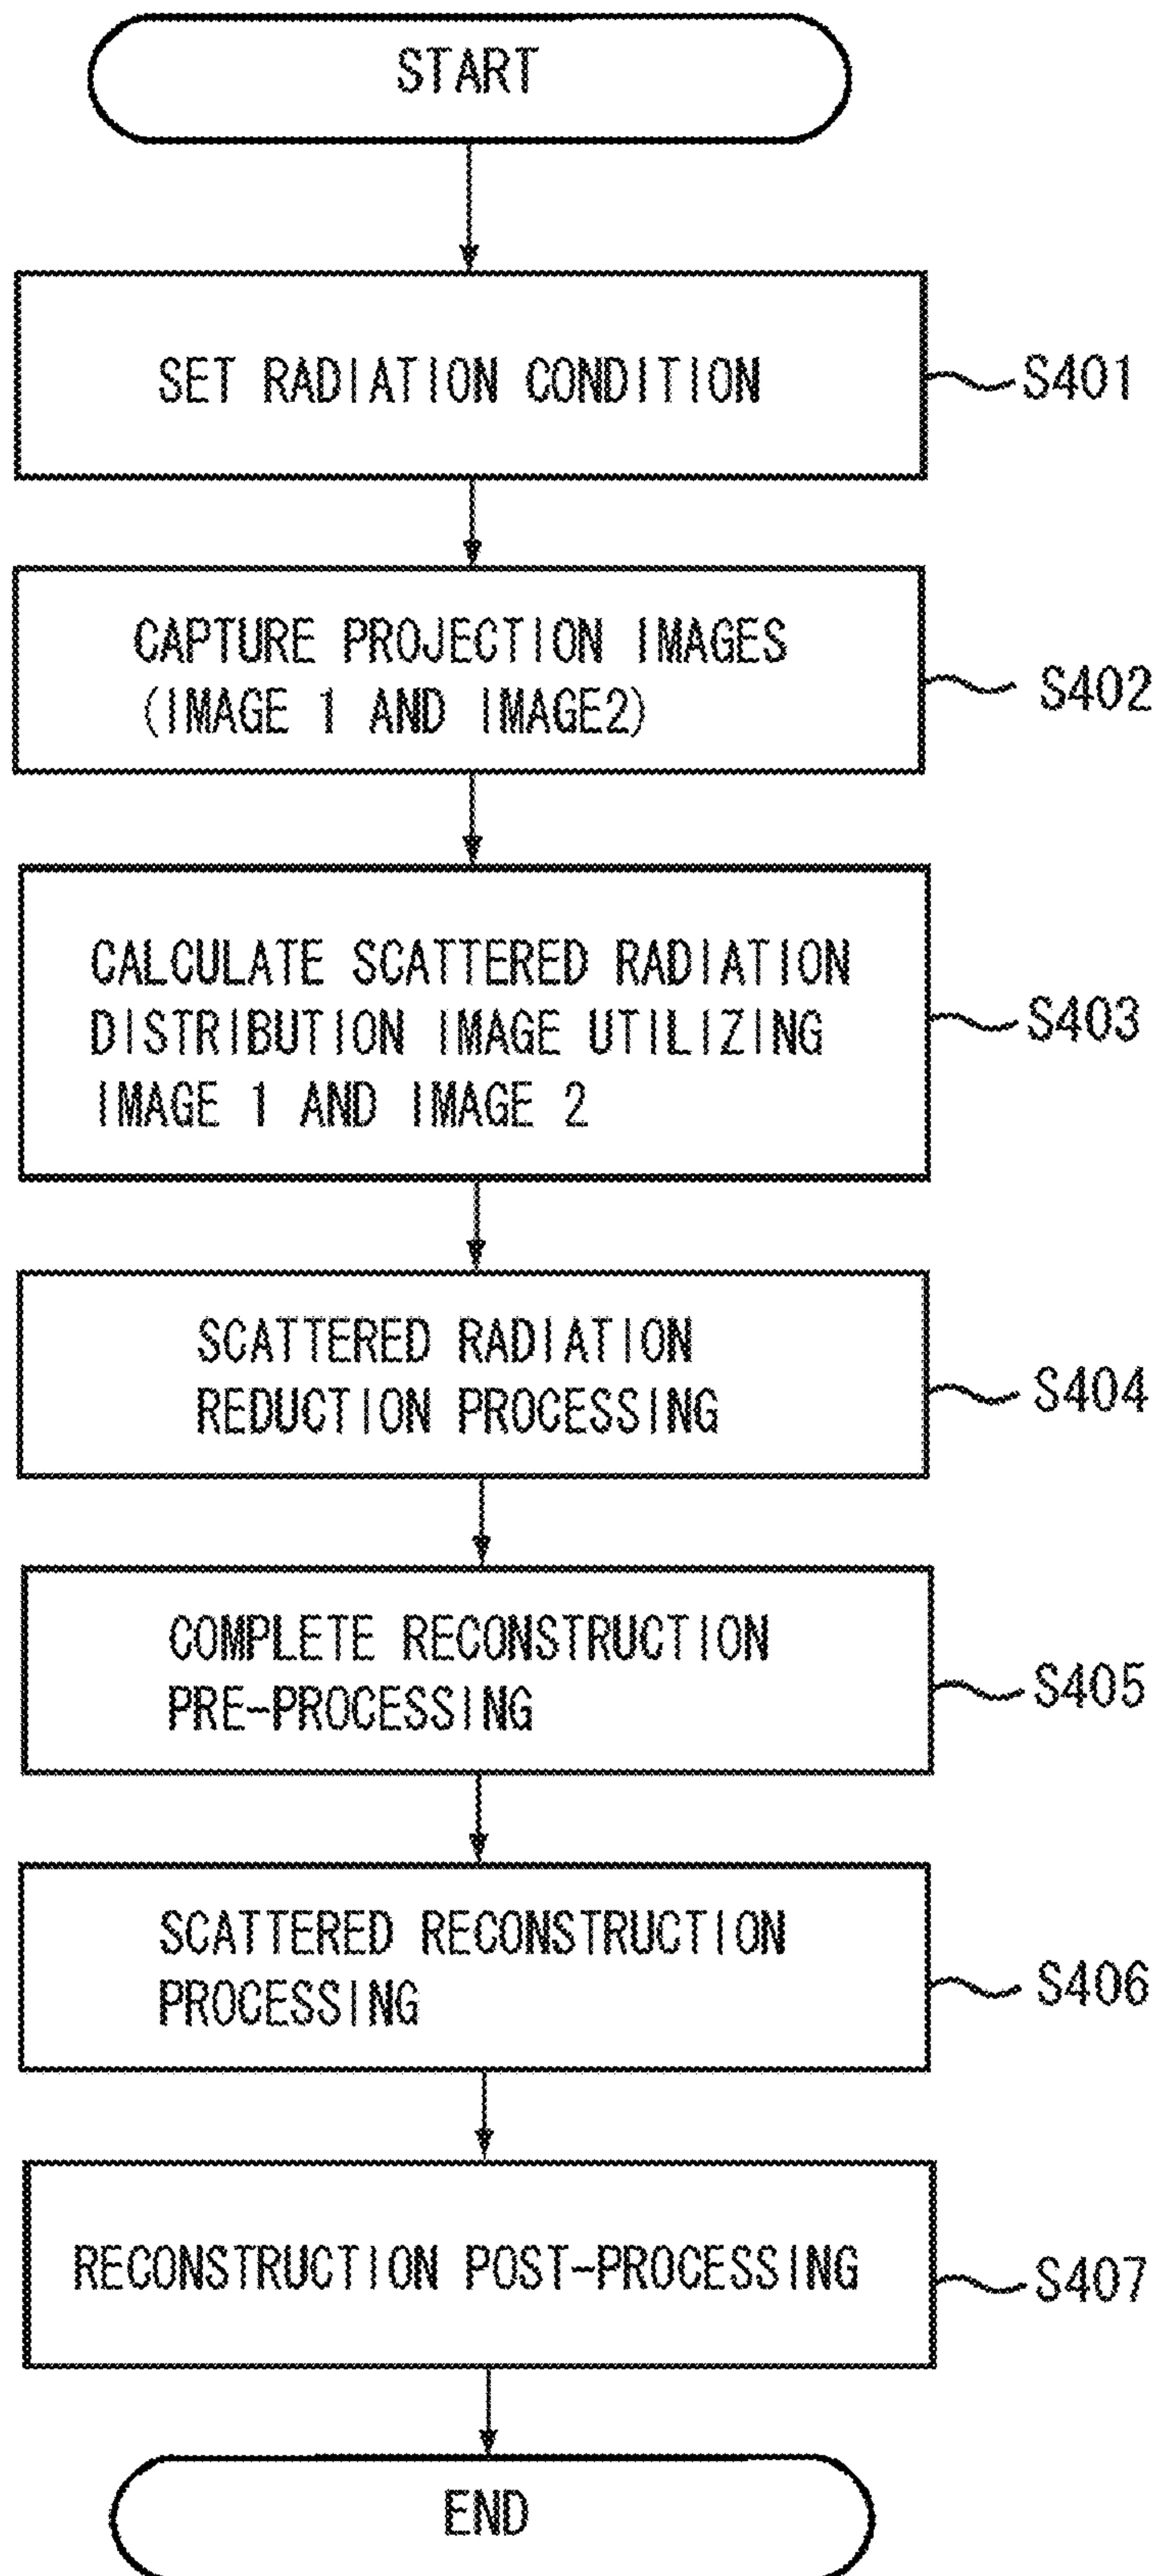 START
SET RADIATION CONDITION
S401
CAPTURE PROJECTION IMAGES
(IMAGE 1 AND IMAGE2)
S402
CALCULATE SCATTERED RADIATION
DISTRIBUTION IMAGE UTILIZING
IMAGE 1 AND IMAGE 2
S403
SCATTERED RADIATION
REDUCTION PROCESSING
S404
COMPLETE RECONSTRUCTION
PRE-PROCESSING
S405
SCATTERED RECONSTRUCTION
PROCESSING
S406
RECONSTRUCTION POST-PROCESSING
S407
END